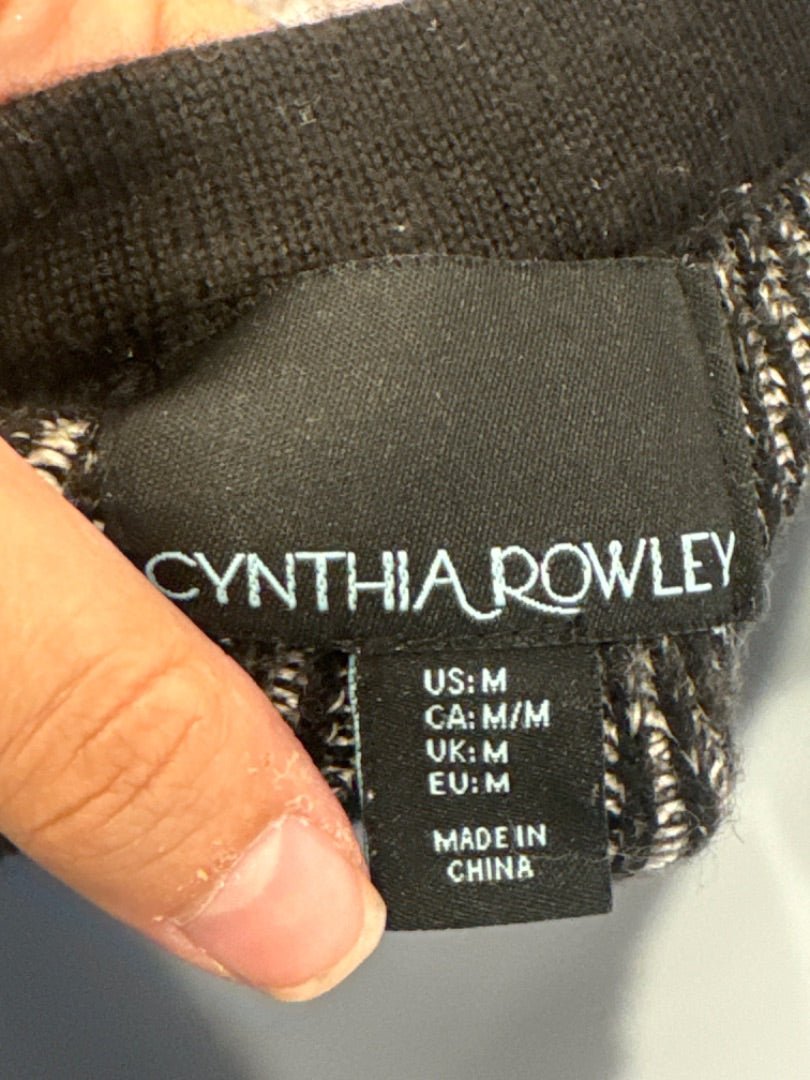 CYNTHIA ROWLEY
US: M
CA: M/M
UK: M
EU: M
MADE IN
CHINA